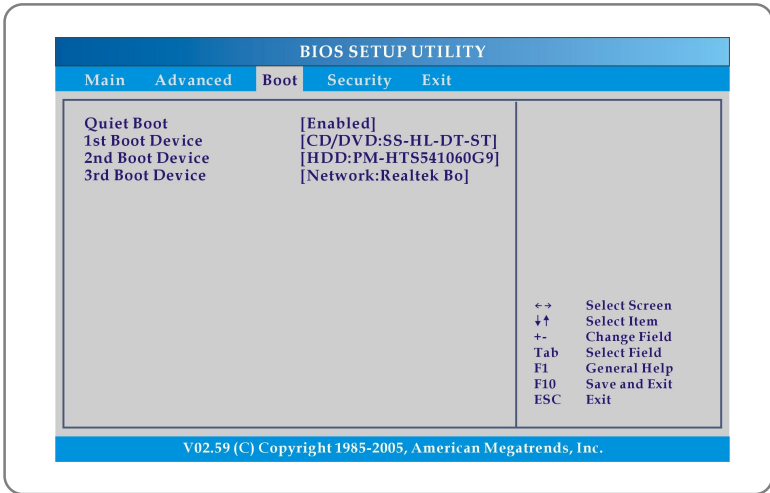 BIOS SETUP UTILITY
Main Advanced Boot Security Exit
Quiet Boot [Enabled]
1st Boot Device [CD/DVD:SS-HL-DT-ST]
2nd Boot Device [HDD:PM-HTS541060G9]
3rd Boot Device [Network:Realtek Bo]
←→ Select Screen
↓↑ Select Item
+- Change Field
Tab Select Field
F1 General Help
F10 Save and Exit
ESC Exit
V02.59 (C) Copyright 1985-2005, American Megatrends, Inc.